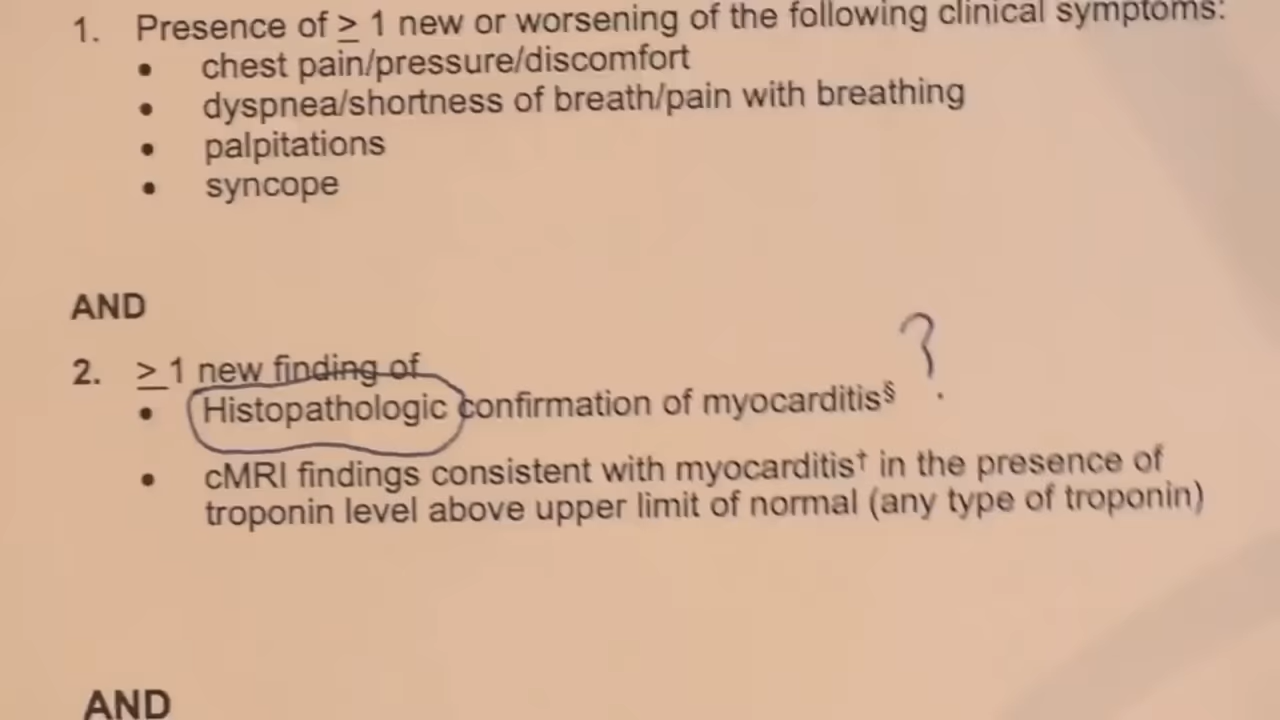 1. Presence of ≥ 1 new or worsening of the following clinical symptoms:
• chest pain/pressure/discomfort
• dyspnea/shortness of breath/pain with breathing
• palpitations
• syncope
AND
2. ≥ 1 new finding of
• Histopathologic confirmation of myocarditis§ ?
• cMRI findings consistent with myocarditis† in the presence of
troponin level above upper limit of normal (any type of troponin)
AND